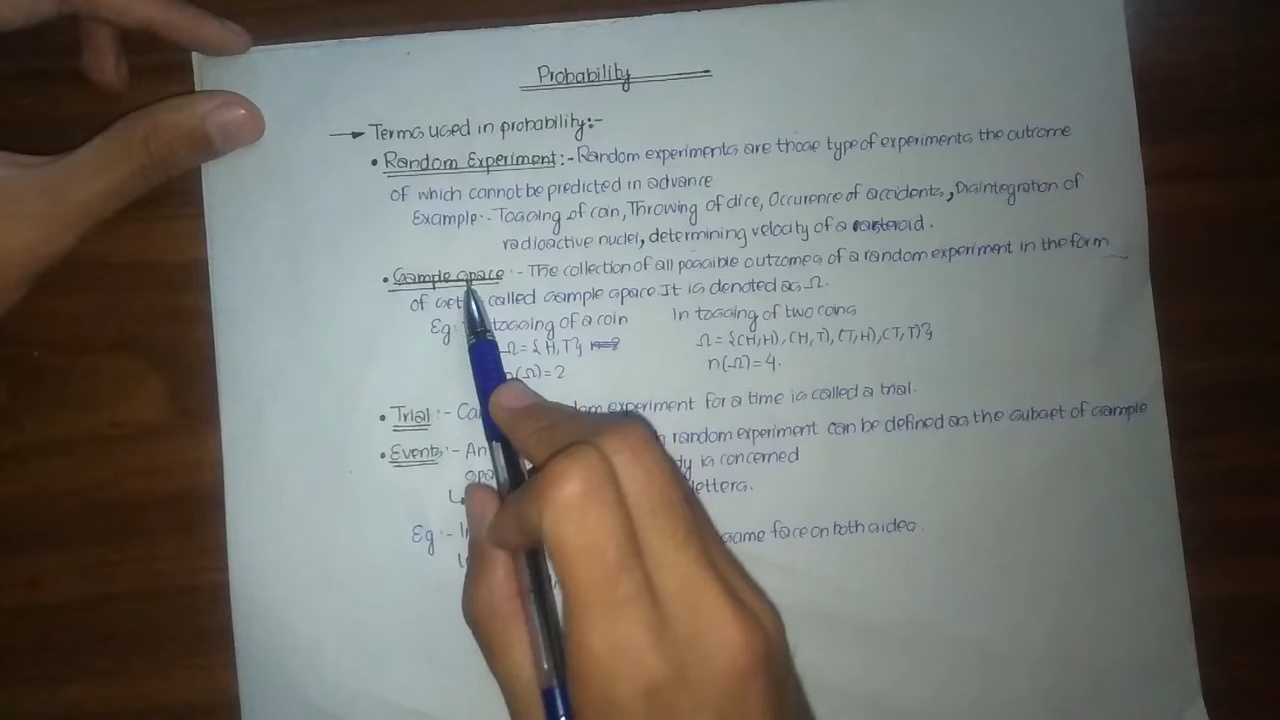 Probability
→ Terms used in probability:-
• Random Experiment :- Random experiments are those type of experiments the outcome
of which cannot be predicted in advance
Example:- Tossing of coin, Throwing of dice, Occurence of accidents, Disintegration of
radioactive nuclei, determining velocity of a asteroid.
• Sample space :- The collection of all possible outcomes of a random experiment in the form
of set called sample space It is denoted as Ω.
Eg: tossing of a coin In tossing of two coins
Ω = {H, T} Ω = {(H,H), (H,T), (T,H), (T,T)}
n(Ω) = 2 n(Ω) = 4.
• Trial :- random experiment for a time is called a trial.
• Events :- An random experiment can be defined as the subset of sample
is concerned
letters.
Eg :- same face on both sides.